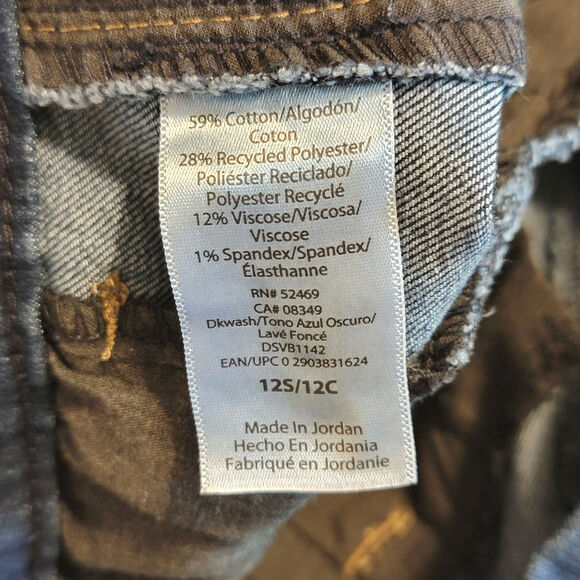 59% Cotton/Algodón/
Coton
28% Recycled Polyester/
Poliéster Reciclado/
Polyester Recyclé
12% Viscose/Viscosa/
Viscose
1% Spandex/Spandex/
Élasthanne
RN# 52469
CA# 08349
Dkwash/Tono Azul Oscuro/
Lavé Foncé
DSVB1142
EAN/UPC 0 2903831624
12S/12C
Made In Jordan
Hecho En Jordania
Fabriqué en Jordanie